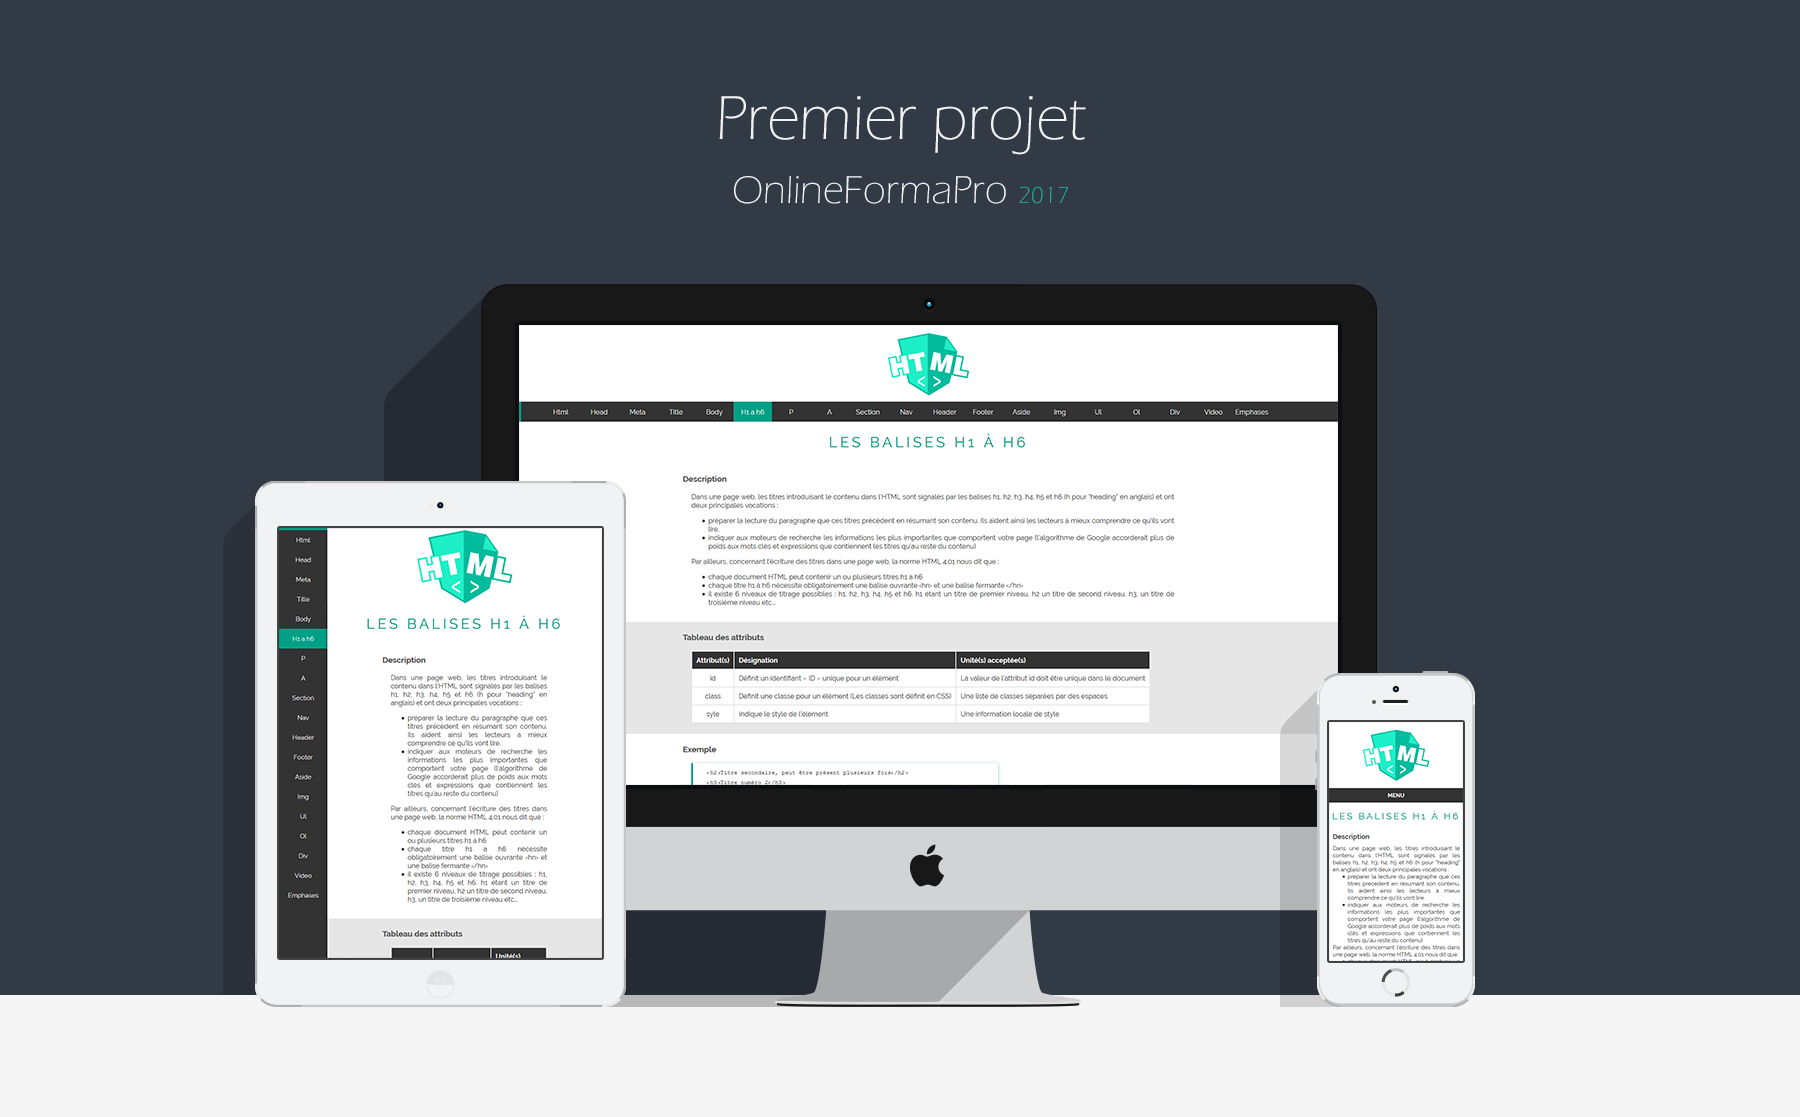 Premier projet
OnlineFormaPro 2017
HTML
< >
Html Head Meta Title Body H1 a h6 P A Section Nav Header Footer Aside Img Ul Ol Div Video Emphases
LES BALISES H1 À H6
Description
Dans une page web, les titres introduisant le contenu dans l'HTML sont signalés par les balises h1, h2, h3, h4, h5 et h6 (h pour "heading" en anglais) et ont
deux principales vocations :
• préparer la lecture du paragraphe que ces titres précèdent en résumant son contenu. Ils aident ainsi les lecteurs à mieux comprendre ce qu'ils vont
lire.
• indiquer aux moteurs de recherche les informations les plus importantes que comportent votre page (l'algorithme de Google accorderait plus de
poids aux mots clés et expressions que contiennent les titres qu'au reste du contenu)
Par ailleurs, concernant l'écriture des titres dans une page web, la norme HTML 4.01 nous dit que :
• chaque document HTML peut contenir un ou plusieurs titres h1 à h6
• chaque titre h1 à h6 nécessite obligatoirement une balise ouvrante <hn> et une balise fermante </hn>
• il existe 6 niveaux de titrage possibles : h1, h2, h3, h4, h5 et h6. h1 étant un titre de premier niveau, h2 un titre de second niveau, h3, un titre de
troisième niveau etc...
Tableau des attributs
Attribut(s) Désignation Unité(s) acceptée(s)
id Définit un identifiant – ID – unique pour un élément La valeur de l'attribut id doit être unique dans le document
class Définit une classe pour un élément (Les classes sont définit en CSS) Une liste de classes séparées par des espaces
syle Indique le style de l'élément Une information locale de style
Exemple
<h2>Titre secondaire, peut être présent plusieurs fois</h2>
<h3>Titre numéro 2</h3>
Html
Head
Meta
Title
Body
H1 a h6
P
A
Section
Nav
Header
Footer
Aside
Img
Ul
Ol
Div
Video
Emphases
HTML
< >
LES BALISES H1 À H6
Description
Dans une page web, les titres introduisant le
contenu dans l'HTML sont signalés par les balises
h1, h2, h3, h4, h5 et h6 (h pour "heading" en
anglais) et ont deux principales vocations :
• préparer la lecture du paragraphe que ces
titres précèdent en résumant son contenu.
Ils aident ainsi les lecteurs à mieux
comprendre ce qu'ils vont lire.
• indiquer aux moteurs de recherche les
informations les plus importantes que
comportent votre page (l'algorithme de
Google accorderait plus de poids aux mots
clés et expressions que contiennent les
titres qu'au reste du contenu)
Par ailleurs, concernant l'écriture des titres dans
une page web, la norme HTML 4.01 nous dit que :
• chaque document HTML peut contenir un
ou plusieurs titres h1 à h6
• chaque titre h1 à h6 nécessite
obligatoirement une balise ouvrante <hn> et
une balise fermante </hn>
• il existe 6 niveaux de titrage possibles : h1,
h2, h3, h4, h5 et h6. h1 étant un titre de
premier niveau, h2 un titre de second niveau,
h3, un titre de troisième niveau etc...
Tableau des attributs
Unité(s)
HTML
< >
MENU
LES BALISES H1 À H6
Description
Dans une page web, les titres introduisant le
contenu dans l'HTML sont signalés par les
balises h1, h2, h3, h4, h5 et h6 (h pour "heading"
en anglais) et ont deux principales vocations :
• préparer la lecture du paragraphe que ces
titres précèdent en résumant son contenu.
Ils aident ainsi les lecteurs à mieux
comprendre ce qu'ils vont lire.
• indiquer aux moteurs de recherche les
informations les plus importantes que
comportent votre page (l'algorithme de
Google accorderait plus de poids aux mots
clés et expressions que contiennent les
titres qu'au reste du contenu)
Par ailleurs, concernant l'écriture des titres dans
une page web, la norme HTML 4.01 nous dit que :